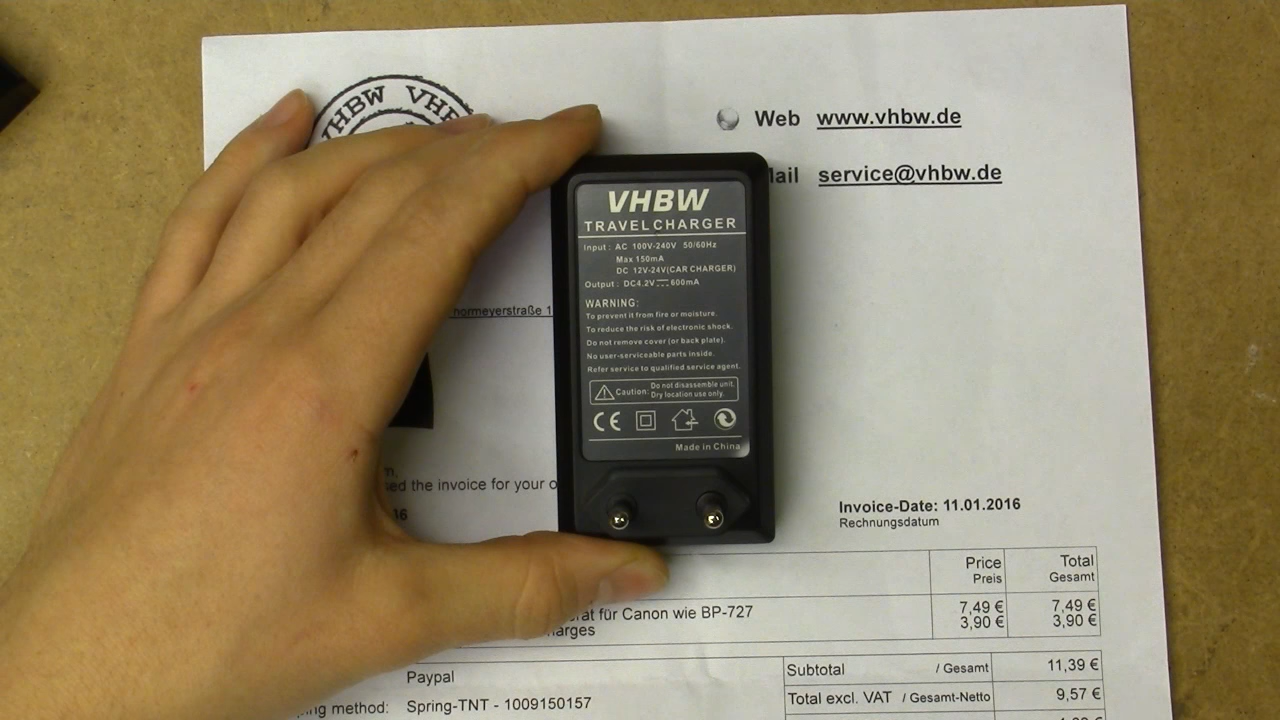 VHBW VHB
Web www.vhbw.de
ail service@vhbw.de
VHBW
TRAVEL CHARGER
Input : AC 100V-240V 50/60Hz
Max 150mA
DC 12V-24V(CAR CHARGER)
Output : DC4.2V 600mA
WARNING:
To prevent it from fire or moisture.
To reduce the risk of electronic shock.
Do not remove cover (or back plate).
No user-serviceable parts inside.
Refer service to qualified service agent.
Caution: Do not disassemble unit.
Dry location use only.
CE
Made in China
hormeyerstraße 1
sed the invoice for your o
16
Invoice-Date: 11.01.2016
Rechnungsdatum
Price Total
Preis Gesamt
erät für Canon wie BP-727 7,49 € 7,49 €
harges 3,90 € 3,90 €
Paypal
Subtotal / Gesamt 11,39 €
ing method: Spring-TNT - 1009150157
Total excl. VAT / Gesamt-Netto 9,57 €